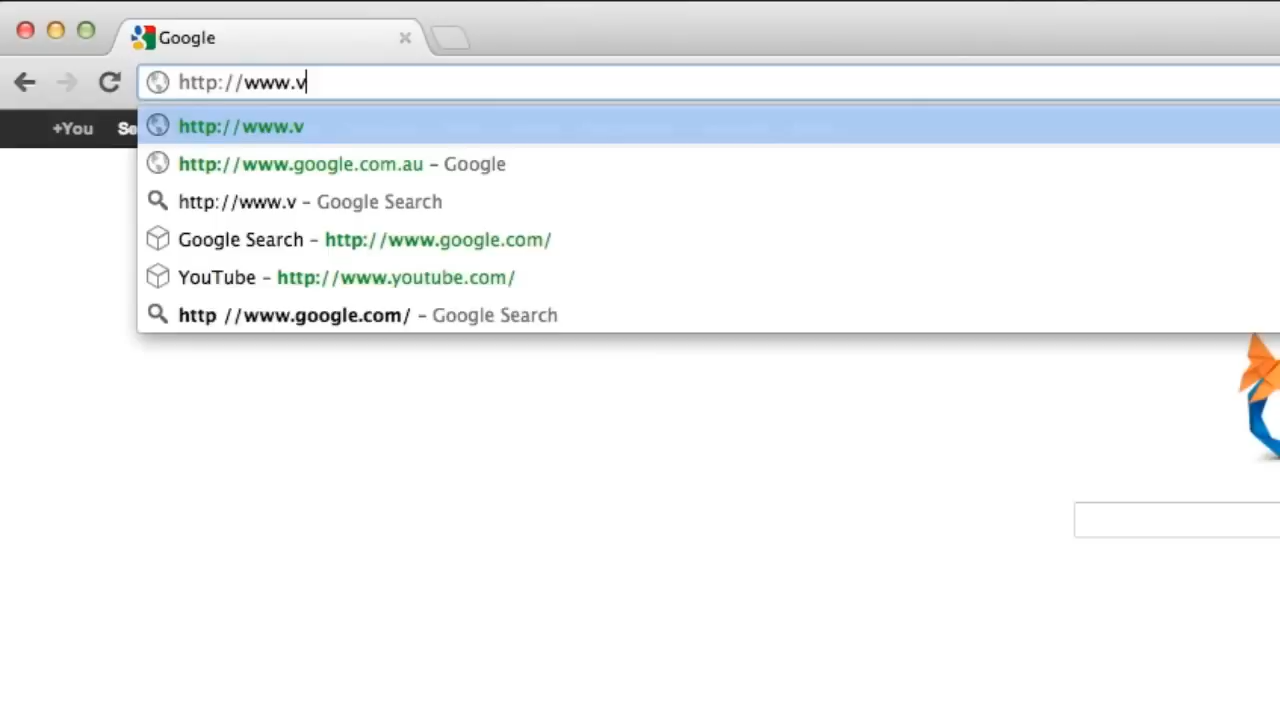 Google
http://www.v
+You Se
http://www.v
http://www.google.com.au – Google
http://www.v – Google Search
Google Search – http://www.google.com/
YouTube – http://www.youtube.com/
http //www.google.com/ – Google Search